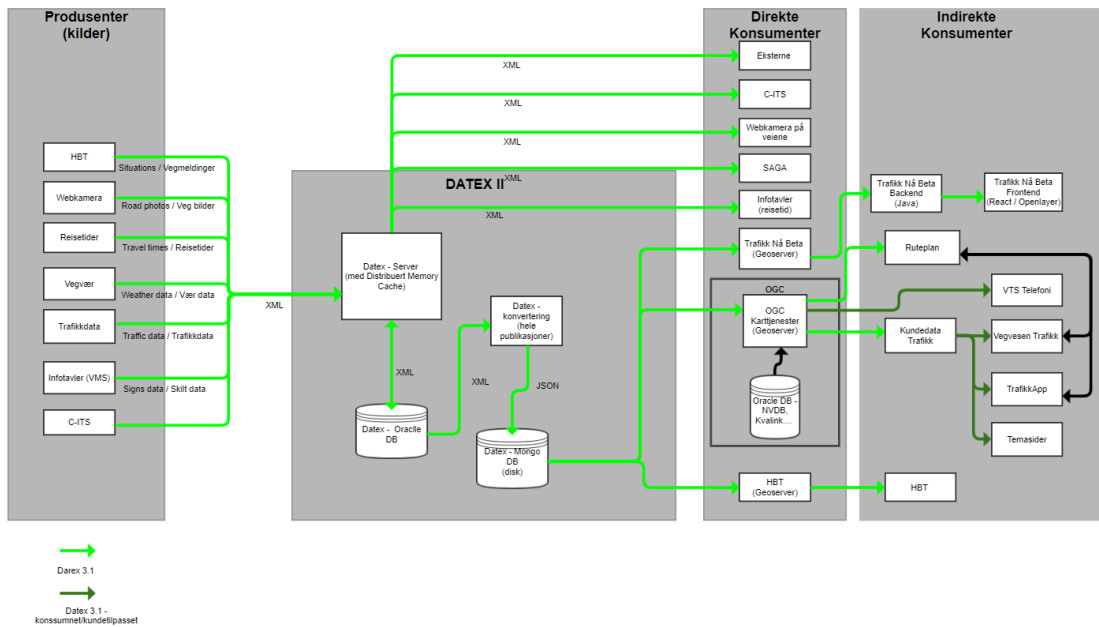 Produsenter
(kilder)
HBT
Situations / Vegmeldinger
Webkamera
Road photos / Veg bilder
Reisetider
Travel times / Reisetider
Vegvær
Weather data / Vær data
Trafikkdata
Traffic data / Trafikkdata
Infotavler (VMS)
Signs data / Skilt data
C-ITS
XML
DATEX II
Datex - Server
(med Distribuert Memory
Cache)
XML
Datex - Oraclle
DB
XML
Datex -
konvertering
(hele
publikasjoner)
JSON
Datex - Mongo
DB
(disk)
XML
XML
XML
XML
XML
Direkte
Konsumenter
Eksterne
C-ITS
Webkamera på
veiene
SAGA
Infotavler
(reisetid)
Trafikk Nå Beta
(Geoserver)
OGC
OGC
Karttjenester
(Geoserver)
Oracle DB -
NVDB,
Kvalink....
HBT
(Geoserver)
Indirekte
Konsumenter
Trafikk Nå Beta
Backend
(Java)
Trafikk Nå Beta
Frontend
(React / Openlayer)
Ruteplan
VTS Telefoni
Kundedata
Trafikk
Vegvesen Trafikk
TrafikkApp
Temasider
HBT
Darex 3.1
Datex 3.1 -
konssumnet/kundetilpasset